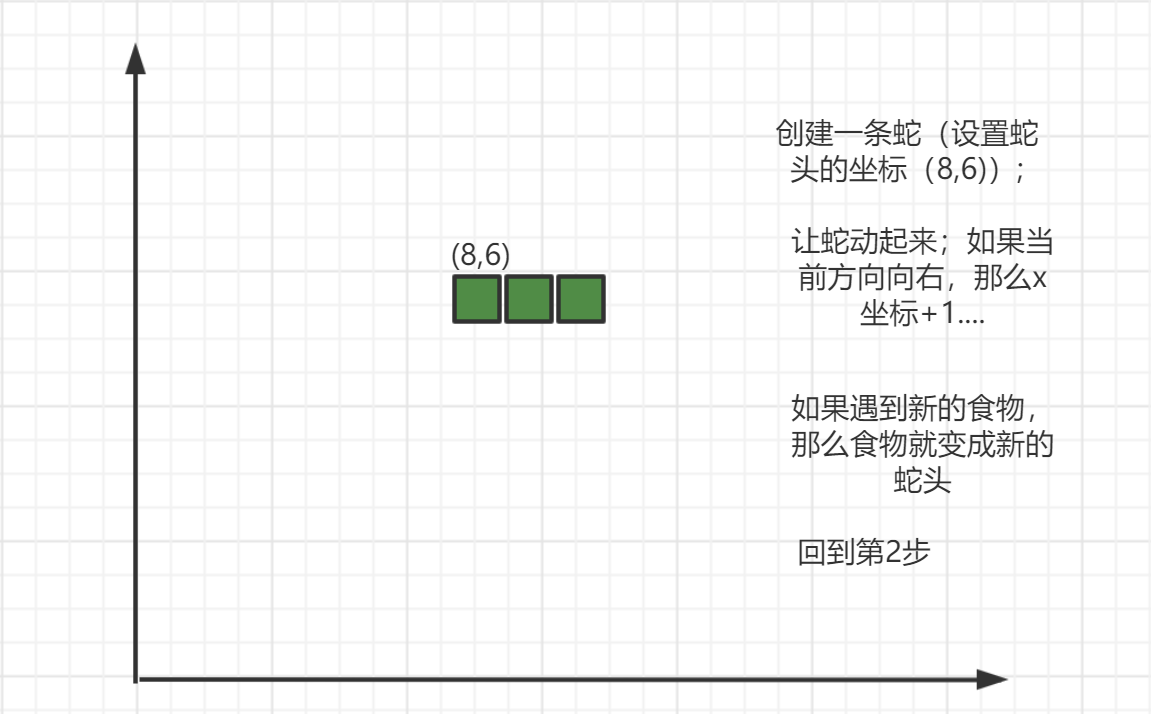 创建一条蛇（设置蛇
头的坐标（8,6)）;
(8,6)
让蛇动起来；如果当
前方向向右，那么x
坐标+1....
如果遇到新的食物，
那么食物就变成新的
蛇头
回到第2步